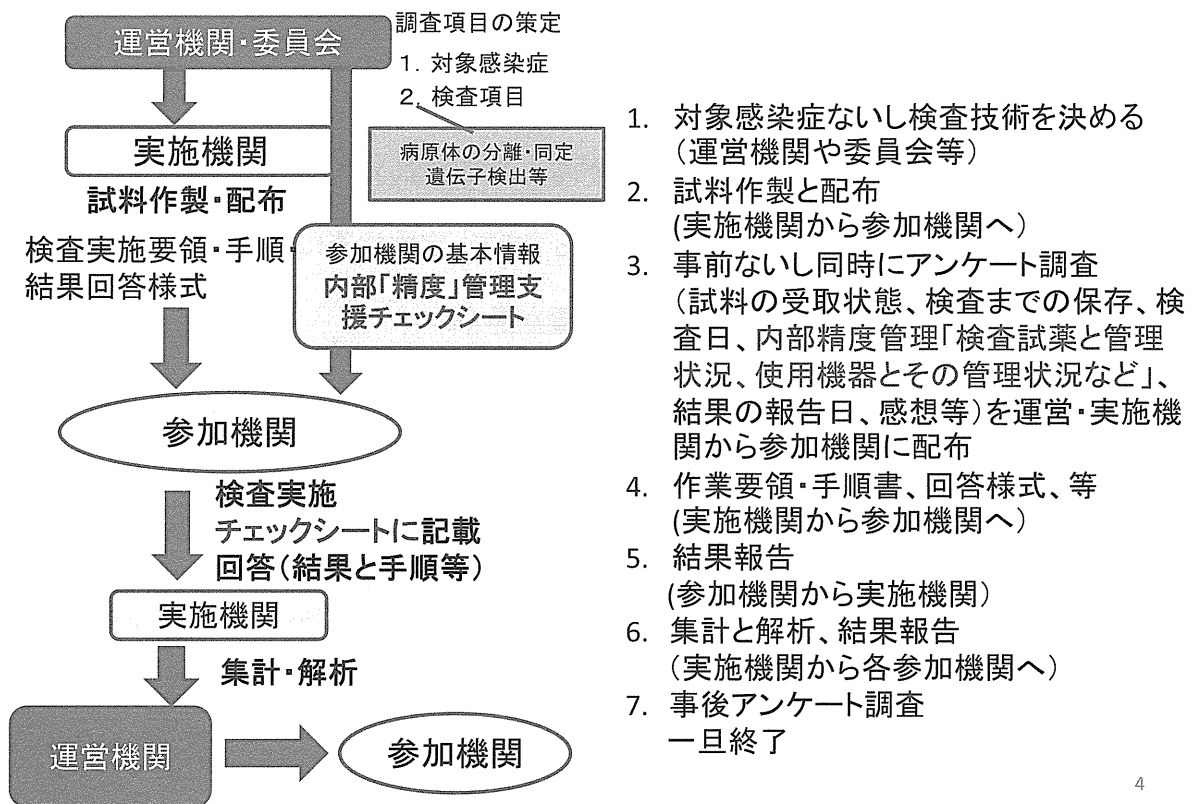 運営機関・委員会
調査項目の策定
1. 対象感染症
2. 検査項目
病原体の分離・同定
遺伝子検出等
実施機関
試料作製・配布
検査実施要領・手順・
結果回答様式
参加機関の基本情報
内部「精度」管理支
援チェックシート
参加機関
検査実施
チェックシートに記載
回答(結果と手順等)
実施機関
集計・解析
運営機関
参加機関
1. 対象感染症ないし検査技術を決める
(運営機関や委員会等)
2. 試料作製と配布
(実施機関から参加機関へ)
3. 事前ないし同時にアンケート調査
(試料の受取状態、検査までの保存、検
査日、内部精度管理「検査試薬と管理
状況、使用機器とその管理状況など」、
結果の報告日、感想等)を運営・実施機
関から参加機関に配布
4. 作業要領・手順書、回答様式、等
(実施機関から参加機関へ)
5. 結果報告
(参加機関から実施機関)
6. 集計と解析、結果報告
(実施機関から各参加機関へ)
7. 事後アンケート調査
一旦終了
4